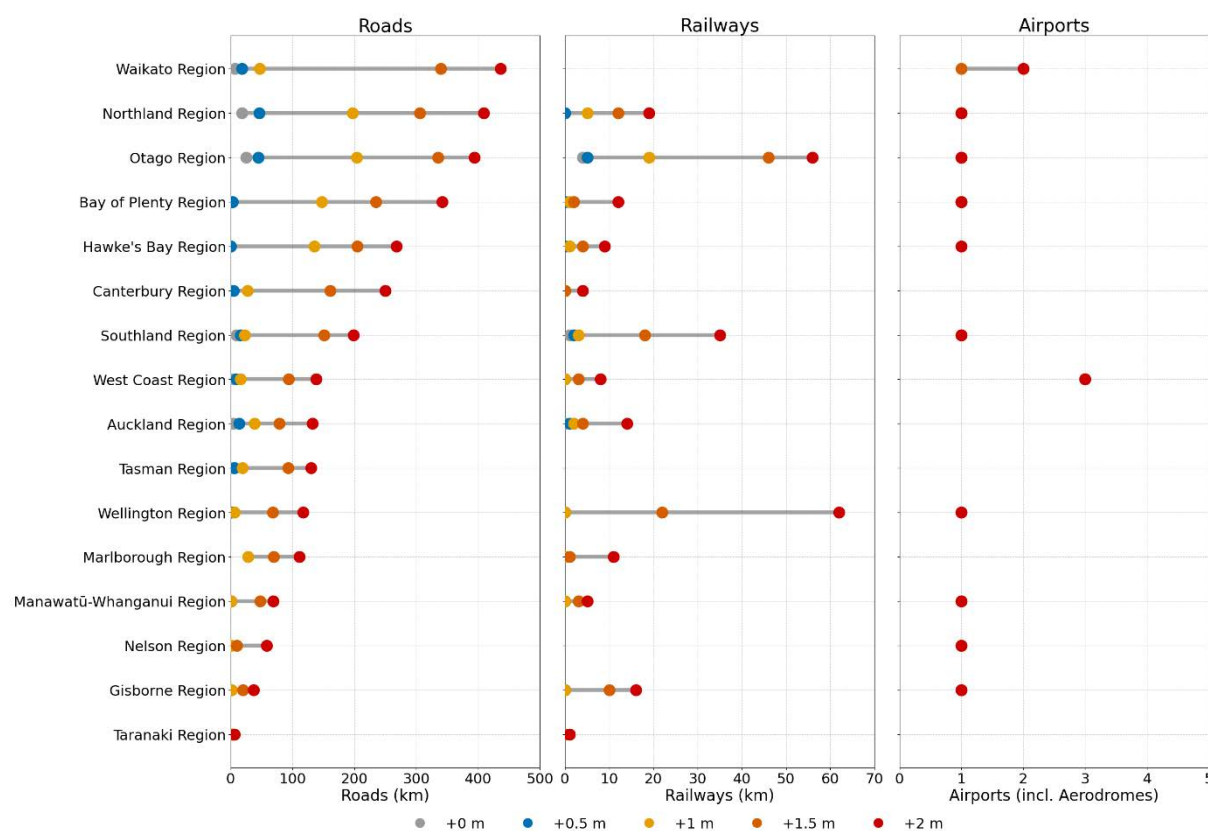 Roads
Railways
Airports
Waikato Region
Northland Region
Otago Region
Bay of Plenty Region
Hawke's Bay Region
Canterbury Region
Southland Region
West Coast Region
Auckland Region
Tasman Region
Wellington Region
Marlborough Region
Manawatū-Whanganui Region
Nelson Region
Gisborne Region
Taranaki Region
0 100 200 300 400 500
0 10 20 30 40 50 60 70
0 1 2 3 4 5
Roads (km)
Railways (km)
Airports (incl. Aerodromes)
+0 m +0.5 m +1 m +1.5 m +2 m